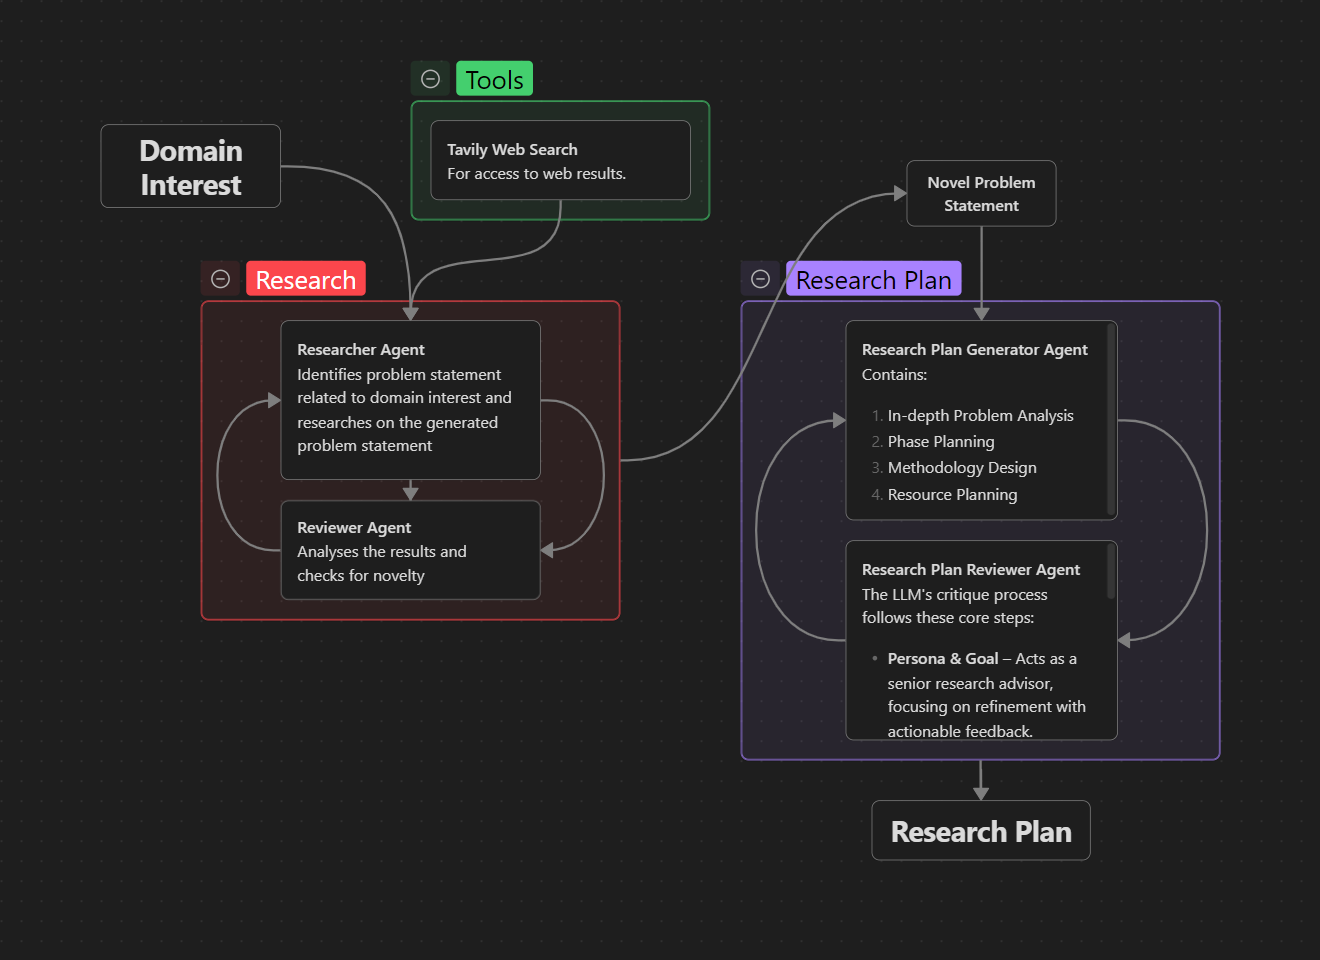 Tools
Domain
Interest
Tavily Web Search
For access to web results.
Novel Problem
Statement
Research
Researcher Agent
Identifies problem statement
related to domain interest and
researches on the generated
problem statement
Reviewer Agent
Analyses the results and
checks for novelty
Research Plan
Research Plan Generator Agent
Contains:
1. In-depth Problem Analysis
2. Phase Planning
3. Methodology Design
4. Resource Planning
Research Plan Reviewer Agent
The LLM's critique process
follows these core steps:
• Persona & Goal – Acts as a
senior research advisor,
focusing on refinement with
actionable feedback.
Research Plan